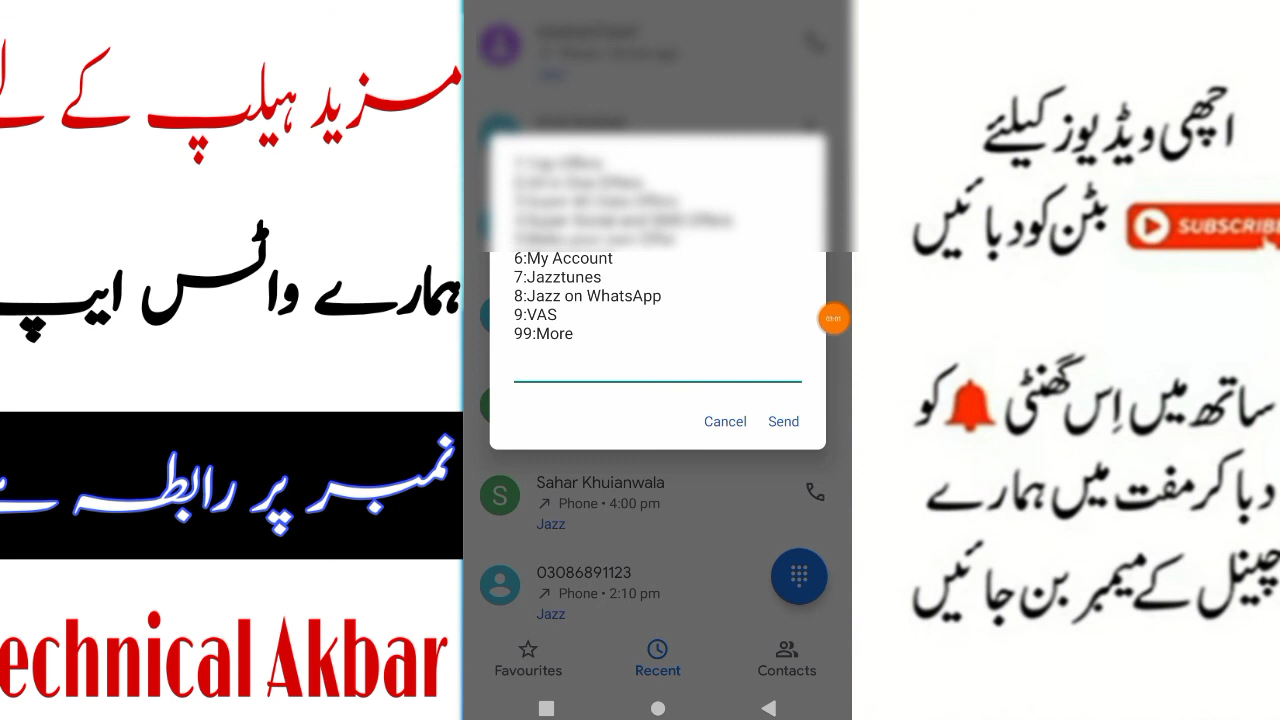 مزید ہیلپ کے
ہمارے واٹس ایپ
نمبر پر رابطہ
echnical Akbar
6:My Account
7:Jazztunes
8:Jazz on WhatsApp
9:VAS
99:More
03:01
Cancel Send
S Sahar Khuianwala
Phone • 4:00 pm
Jazz
03086891123
Phone • 2:10 pm
Jazz
Favourites Recent Contacts
اچھی ویڈیوز کیلئے
SUBSCRIBE بٹن کو دبائیں
ساتھ میں اِس گھنٹی کو
دبا کر مفت میں ہمارے
چینل کے میمبر بن جائیں